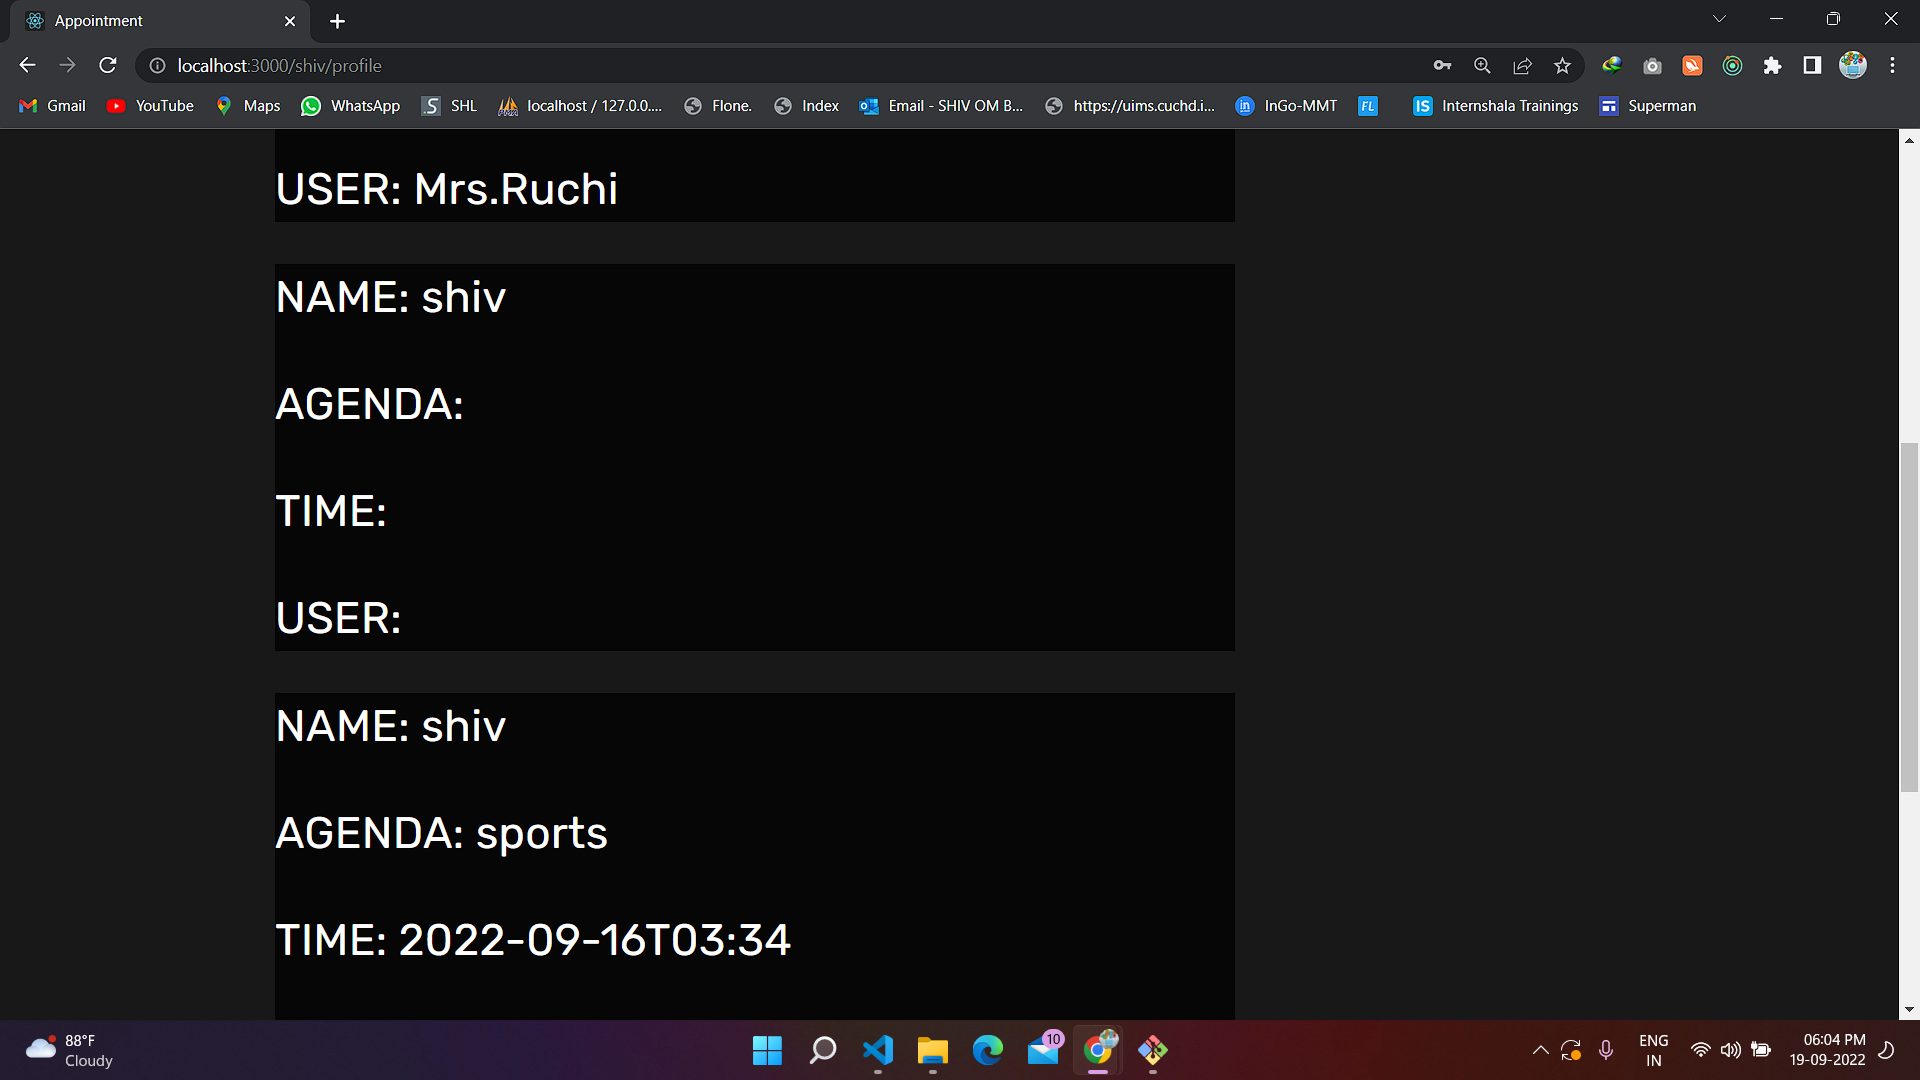 Appointment
localhost:3000/shiv/profile
Gmail YouTube Maps WhatsApp SHL localhost / 127.0.0.... Flone. Index Email - SHIV OM B... https://uims.cuchd.i... InGo-MMT FL Internshala Trainings Superman
USER: Mrs.Ruchi
NAME: shiv
AGENDA:
TIME:
USER:
NAME: shiv
AGENDA: sports
TIME: 2022-09-16T03:34
88°F
Cloudy
10
ENG
IN
06:04 PM
19-09-2022